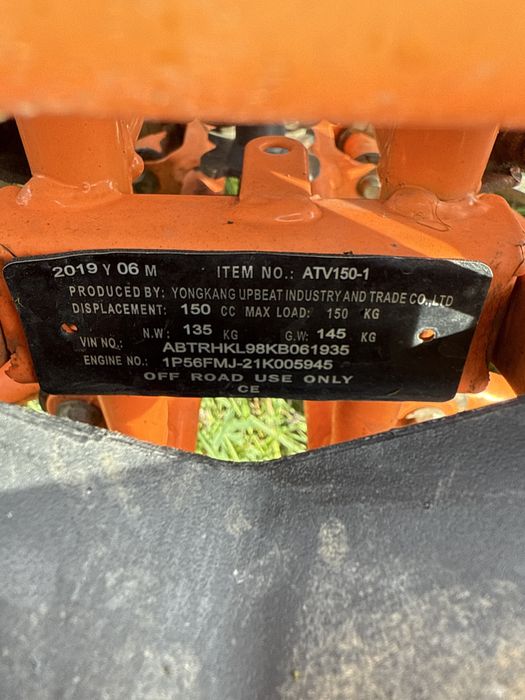 2019 Y 06 M ITEM NO.: ATV150-1
PRODUCED BY: YONGKANG UPBEAT INDUSTRY AND TRADE CO.,LTD
DISPLACEMENT: 150 CC MAX LOAD: 150 KG
N.W: 135 KG G.W: 145 KG
VIN NO.: ABTRHKL98KB061935
ENGINE NO.: 1P56FMJ-21K005945
OFF ROAD USE ONLY
CE